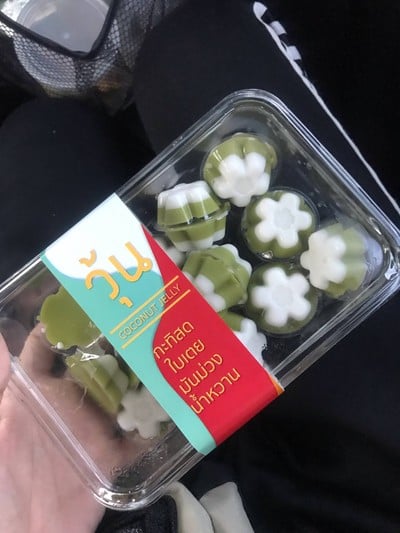 วุ้น
COCONUT JELLY
กะทิสด
ใบเตย
มันม่วง
น้ำหวาน